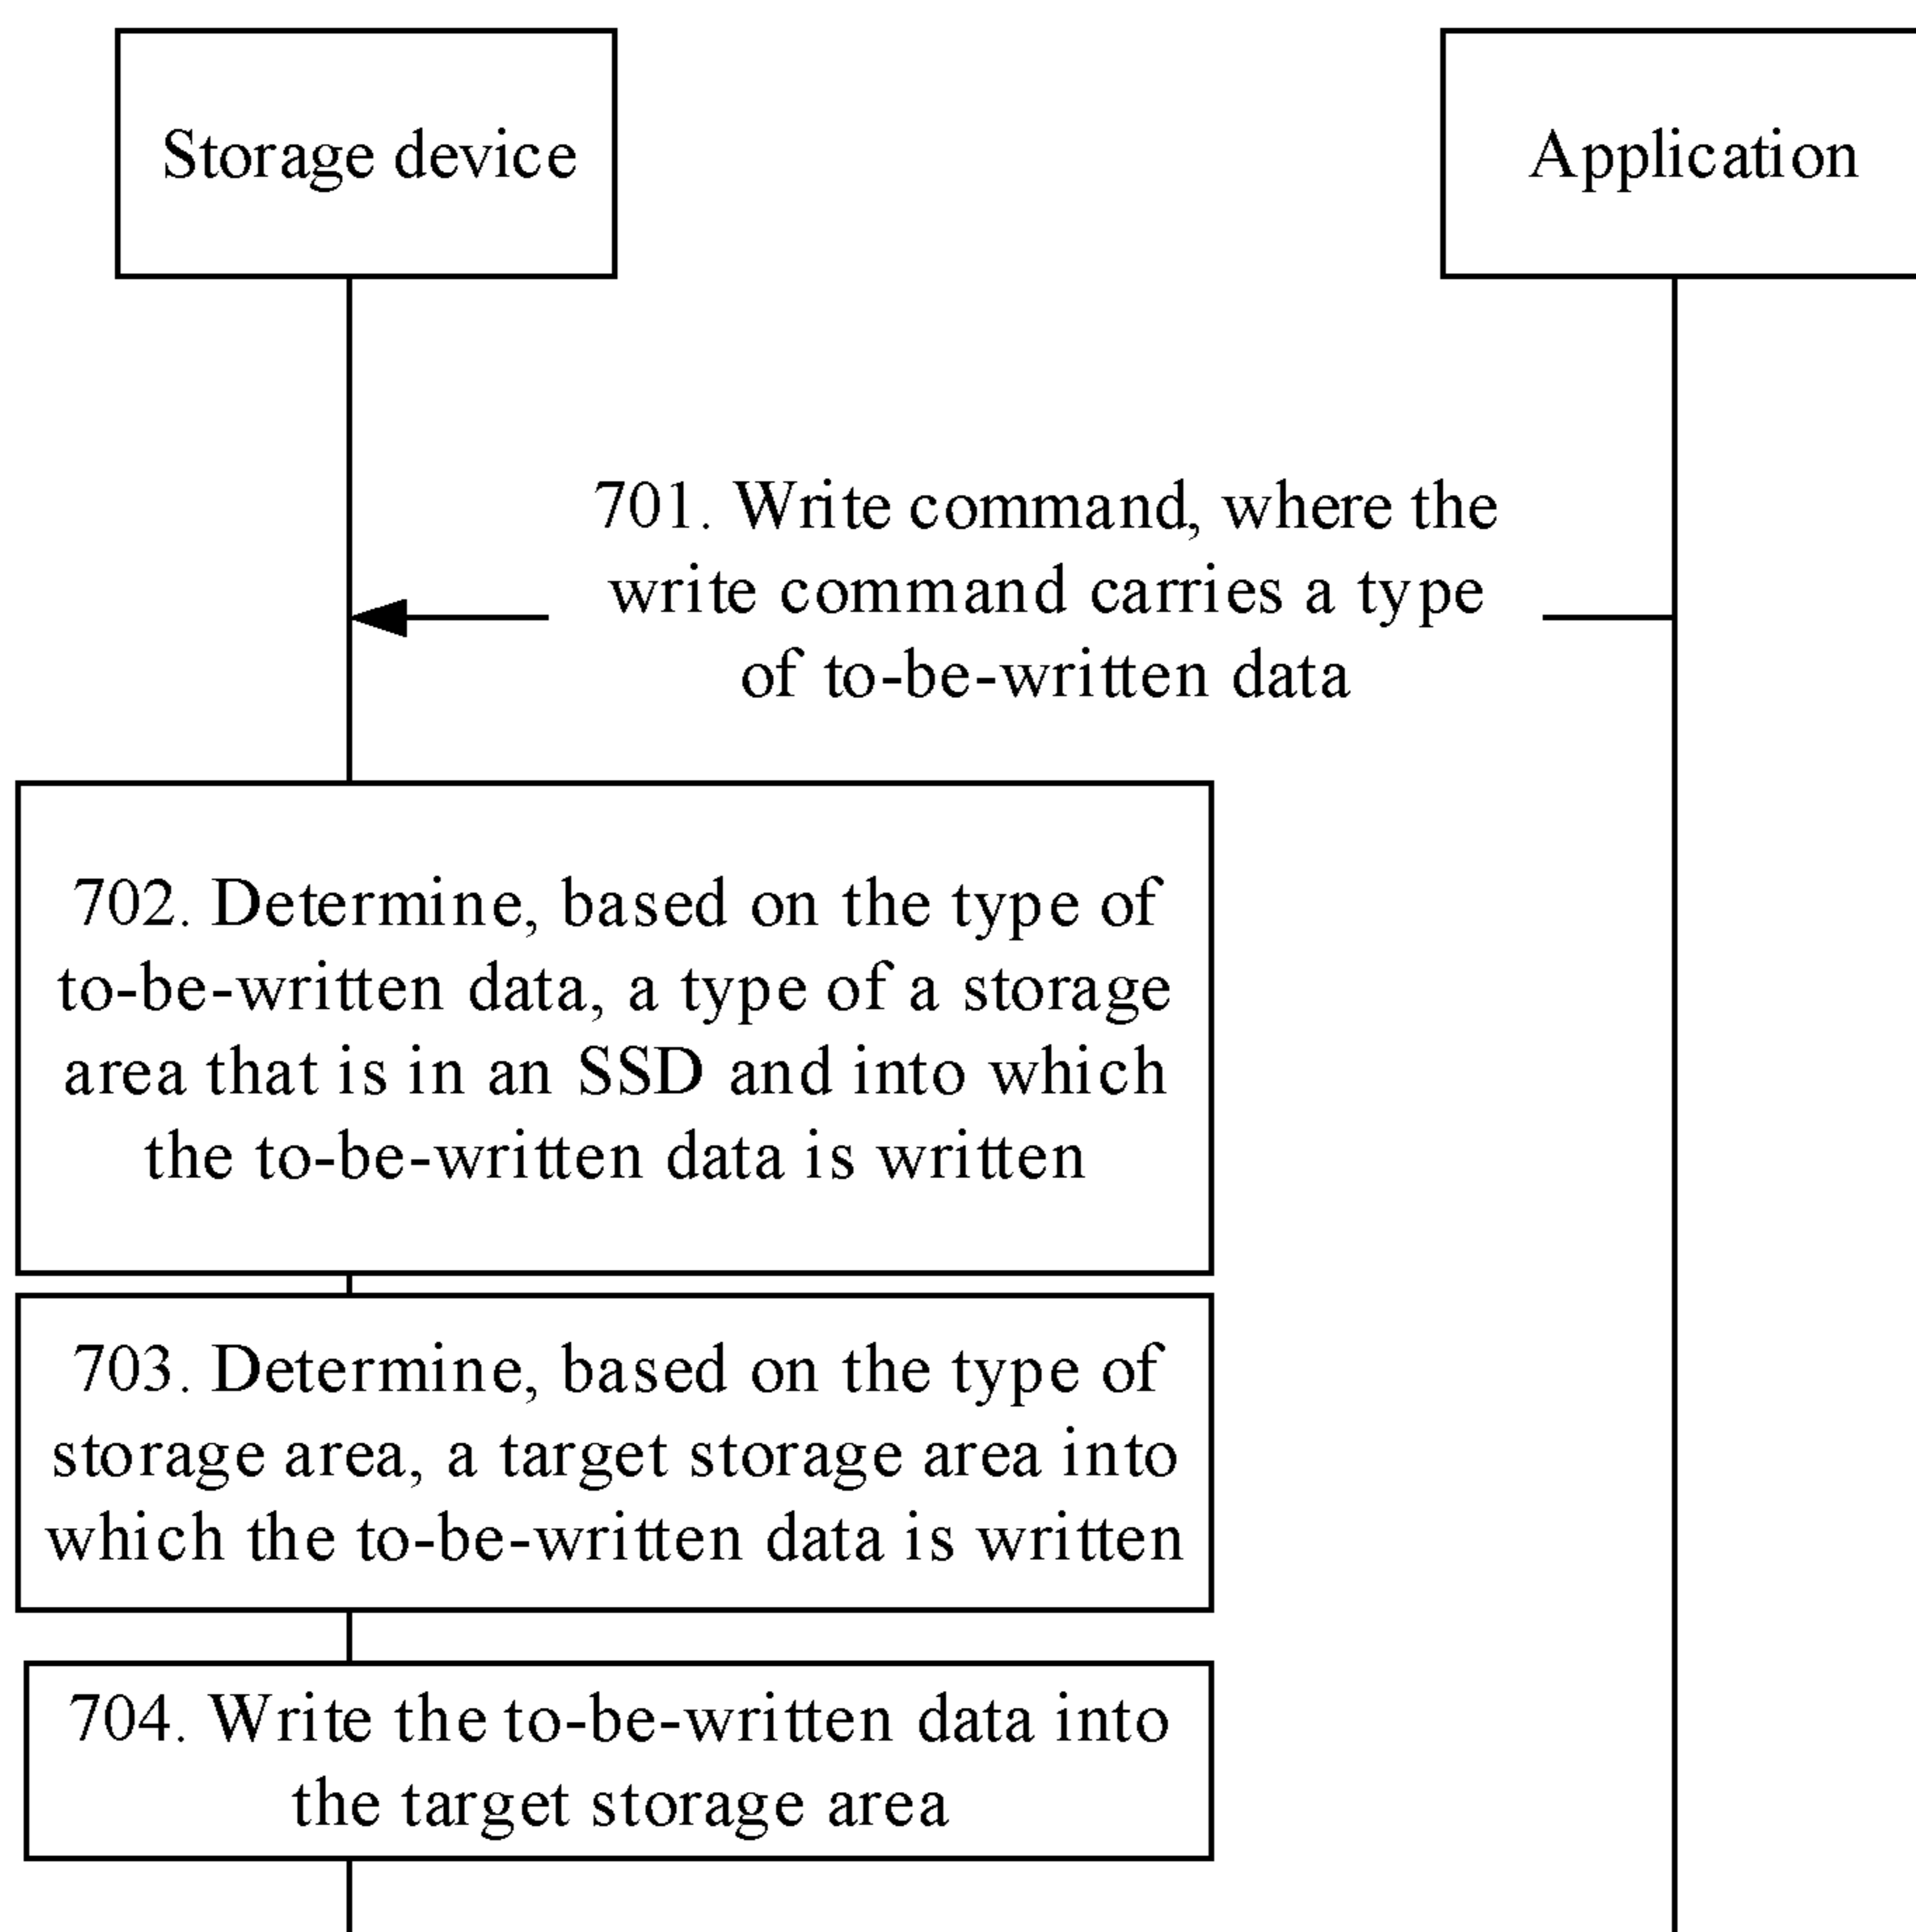 Storage device
Application
701. Write command, where the
write command carries a type
of to-be-written data
702. Determine, based on the type of
to-be-written data, a type of a storage
area that is in an SSD and into which
the to-be-written data is written
703. Determine, based on the type of
storage area, a target storage area into
which the to-be-written data is written
704. Write the to-be-written data into
the target storage area